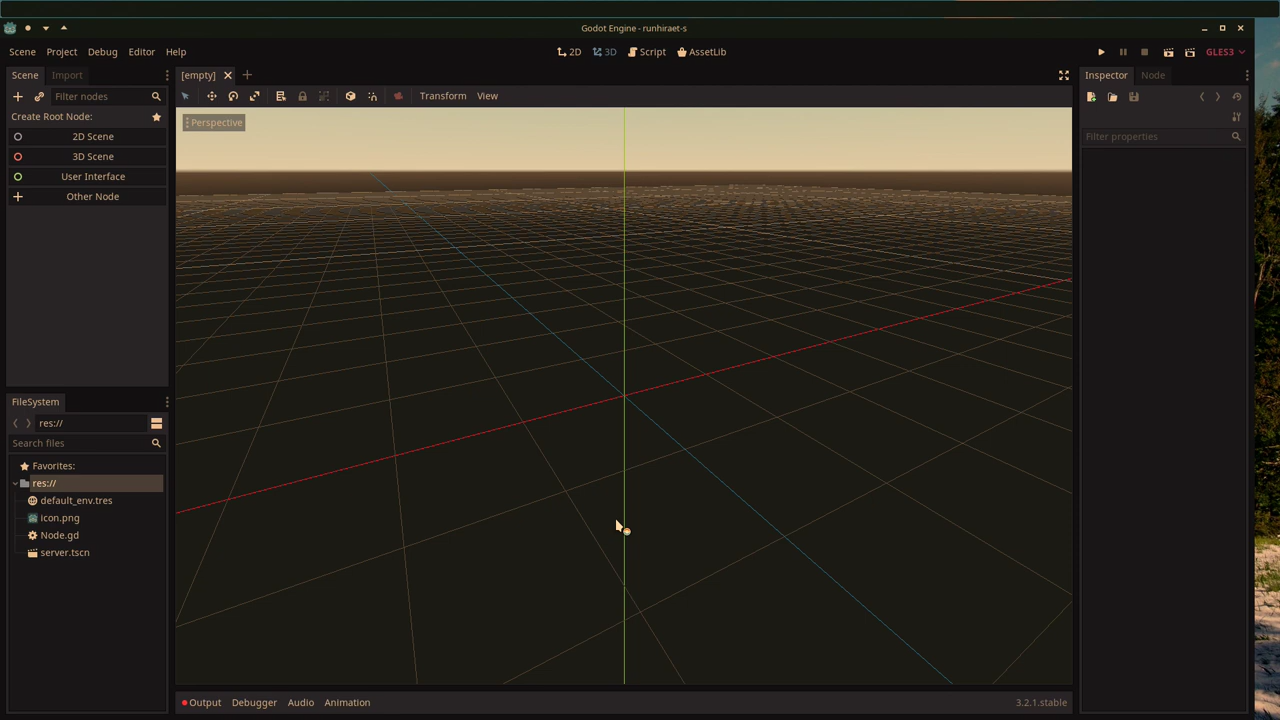 Godot Engine - runhiraet-s
Scene Project Debug Editor Help
2D 3D Script AssetLib
GLES3
Scene Import
[empty]
Inspector Node
Filter nodes
Transform View
Create Root Node:
Perspective
2D Scene
3D Scene
User Interface
Other Node
Filter properties
FileSystem
res://
Search files
Favorites:
res://
default_env.tres
icon.png
Node.gd
server.tscn
Output Debugger Audio Animation
3.2.1.stable